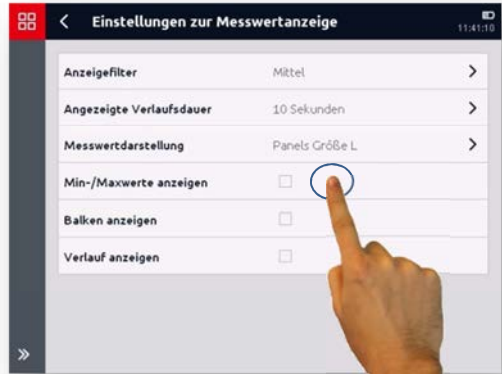 Einstellungen zur Messwertanzeige
11:41:10
Anzeigefilter Mittel
Angezeigte Verlaufsdauer 10 Sekunden
Messwertdarstellung Panels Größe L
Min-/Maxwerte anzeigen
Balken anzeigen
Verlauf anzeigen